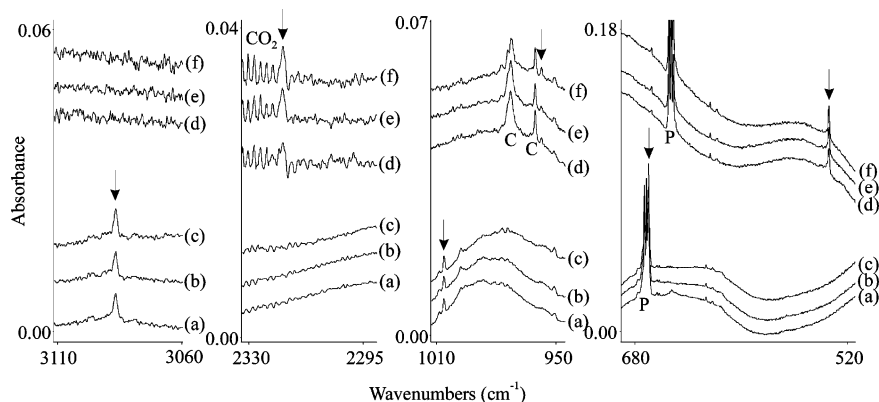 0.06
0.04
0.07
0.18
CO₂
(f)
(e)
(d)
(f)
(e)
(d)
(f)
(e)
(d)
C C
P
(f)
(e)
(d)
Absorbance
(c)
(b)
(a)
(c)
(b)
(a)
(c)
(b)
(a)
P
(c)
(b)
(a)
0.00
0.00
0.00
0.00
3110 3060
2330 2295
1010 950
680 520
Wavenumbers (cm⁻¹)